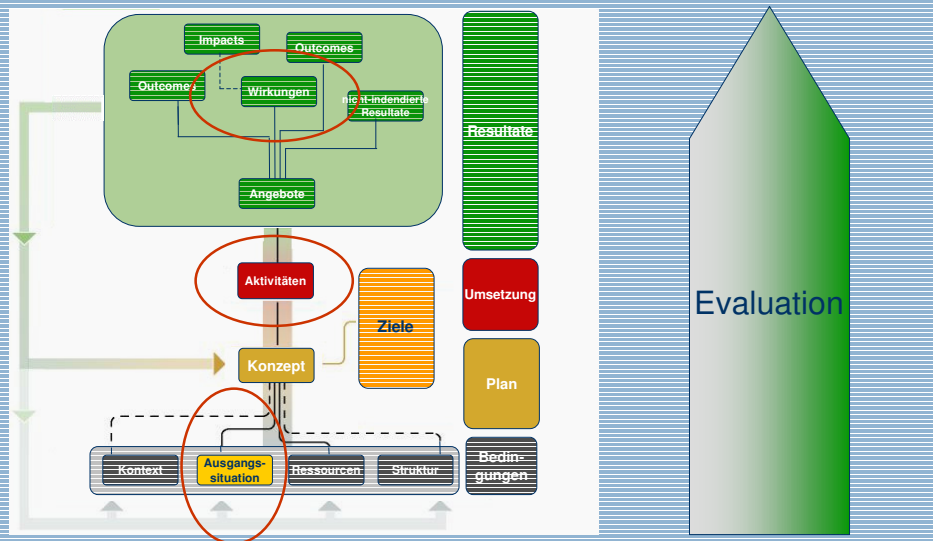 Impacts
Outcomes
Outcomes
Wirkungen
nicht-indendierte
Resultate
Angebote
Resultate
Aktivitäten
Umsetzung
Ziele
Konzept
Plan
Kontext
Ausgangs-
situation
Ressourcen
Struktur
Bedin-
gungen
Evaluation